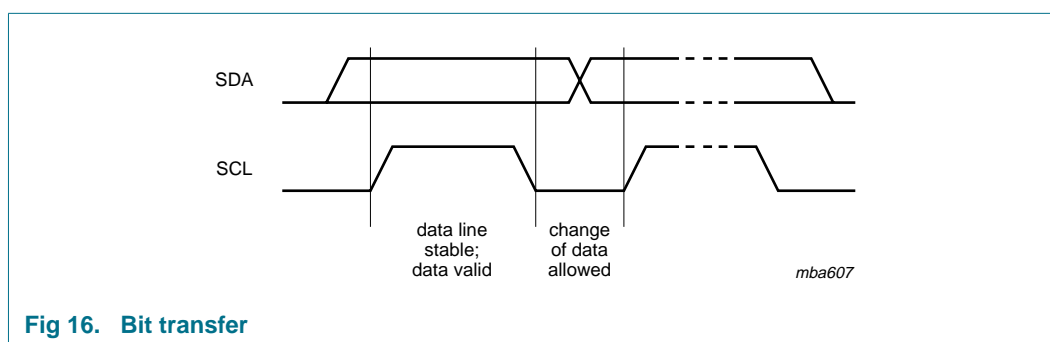 SDA
SCL
data line
stable;
data valid
change
of data
allowed
mba607
Fig 16. Bit transfer